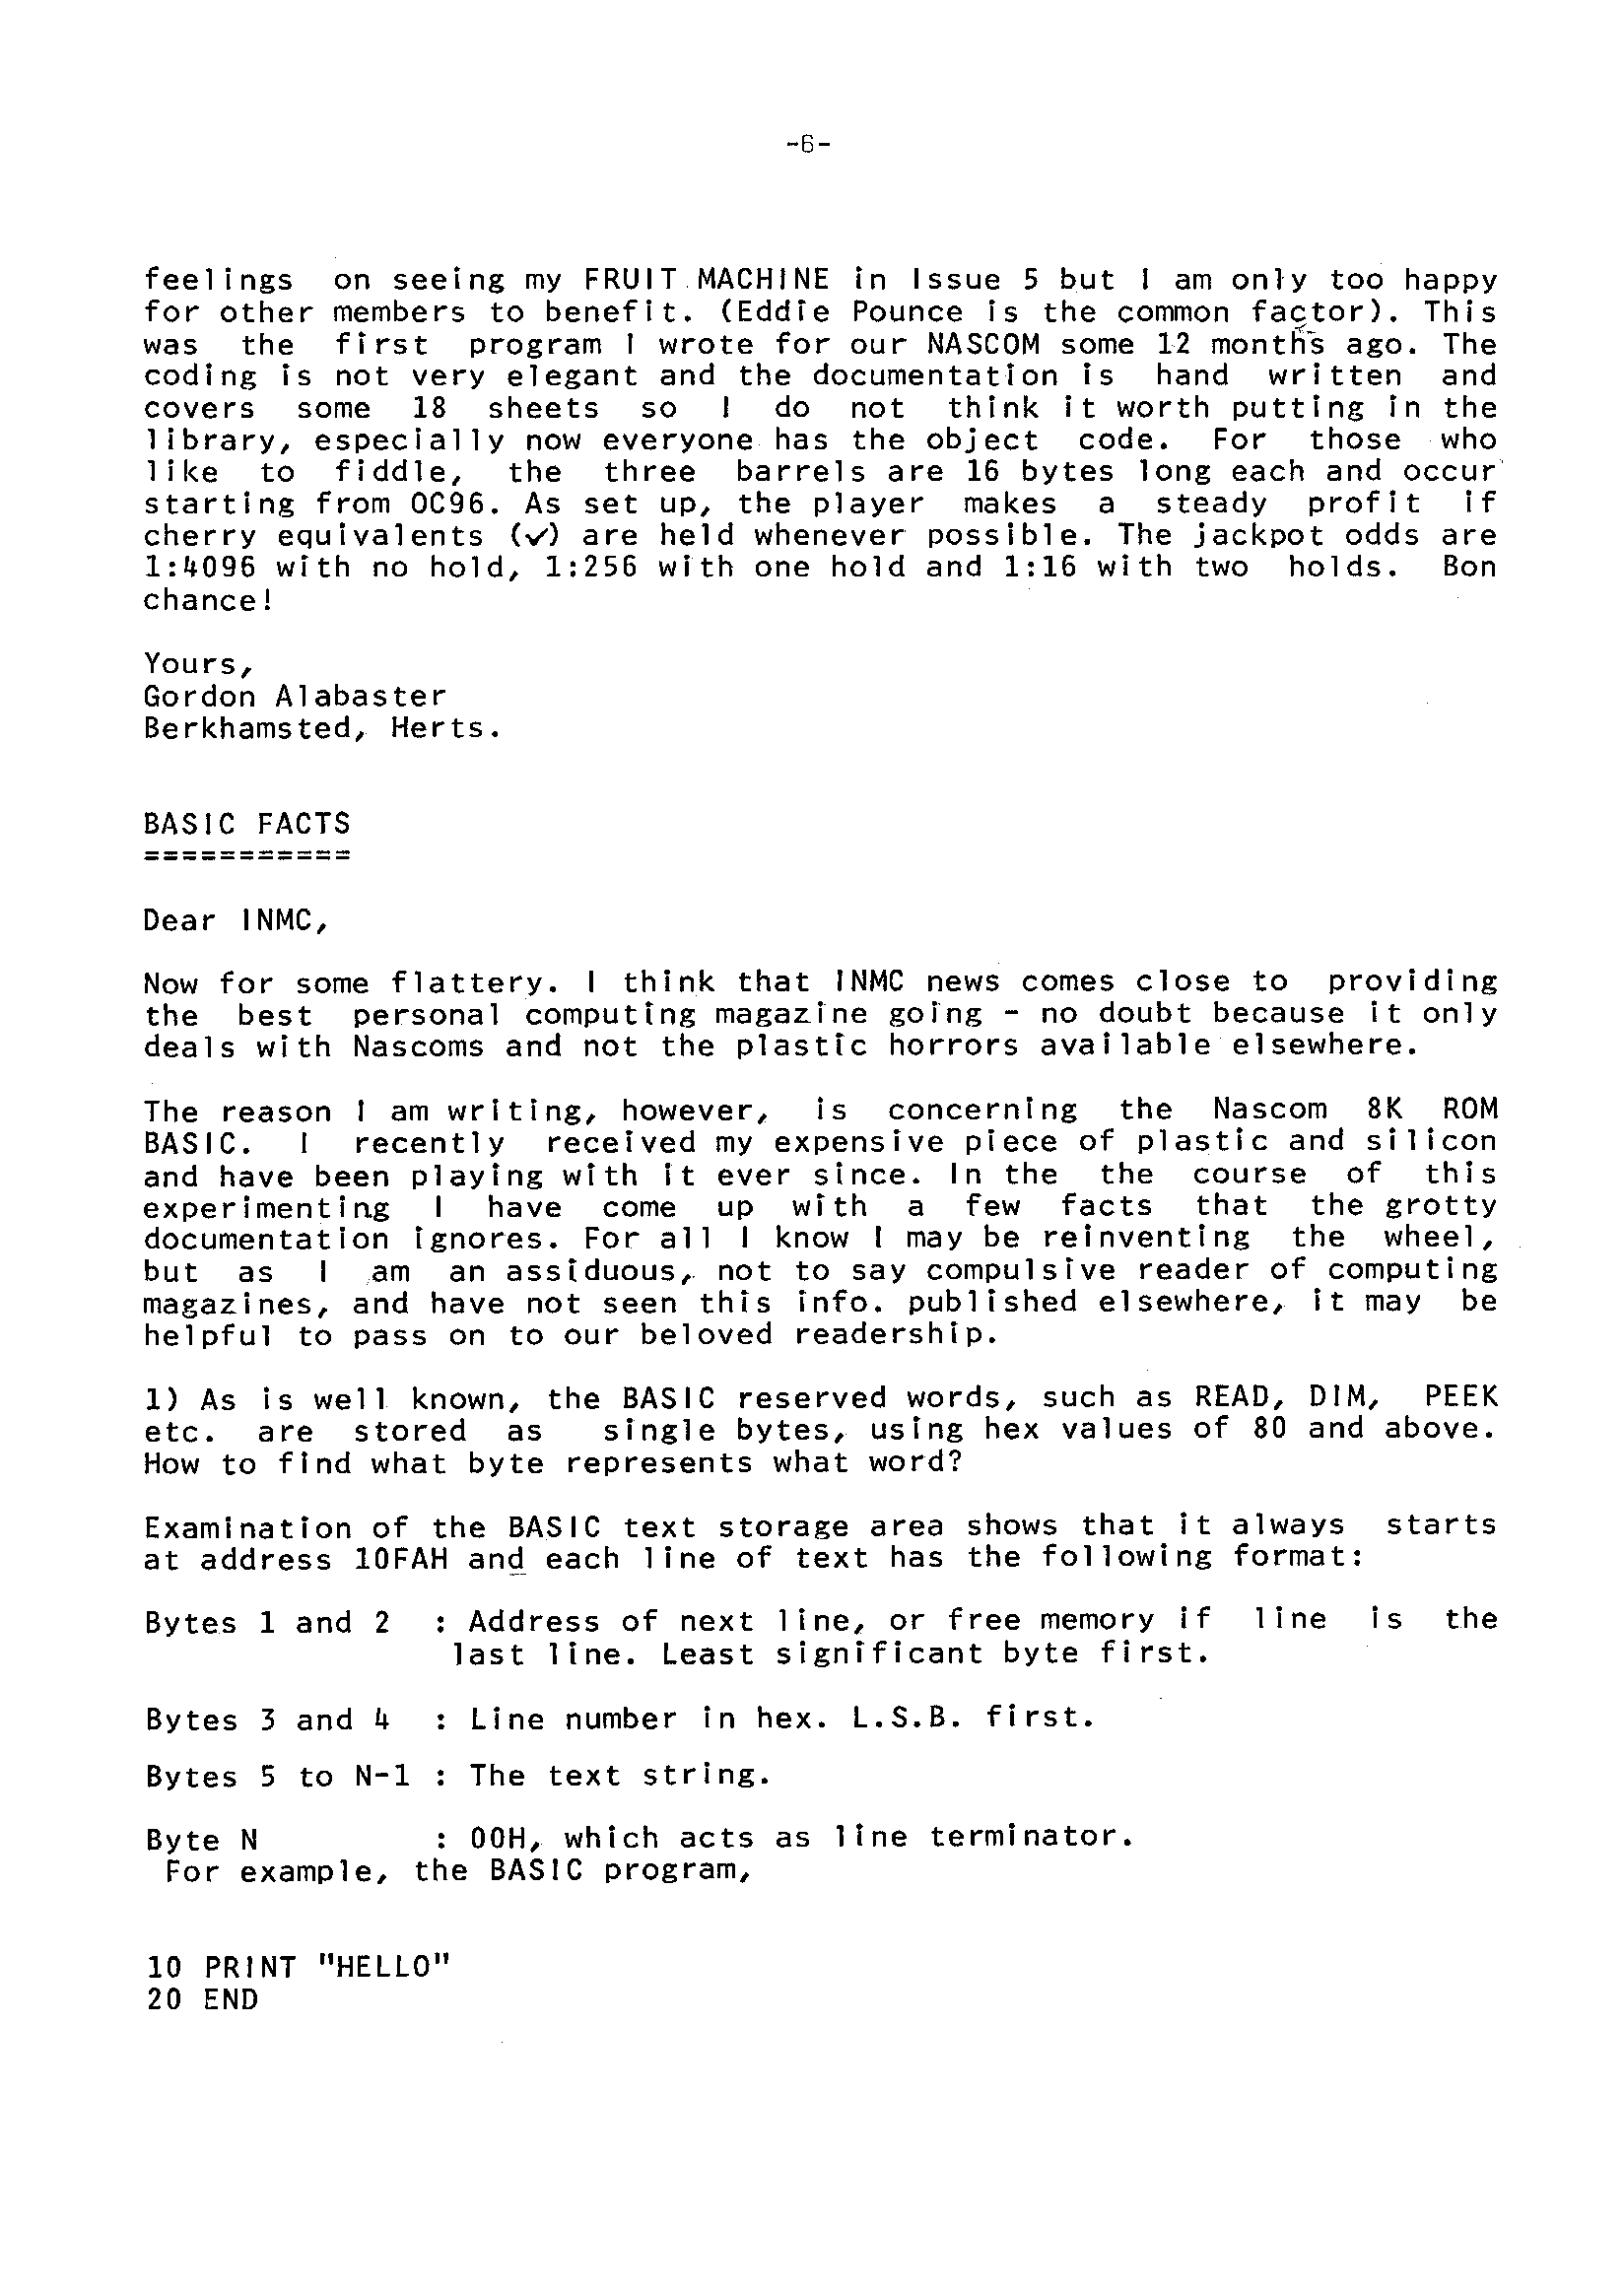 -6-
feelings on seeing my FRUIT MACHINE in Issue 5 but I am only too happy
for other members to benefit. (Eddie Pounce is the common factor). This
was the first program I wrote for our NASCOM some 12 months ago. The
coding is not very elegant and the documentation is hand written and
covers some 18 sheets so I do not think it worth putting in the
library, especially now everyone has the object code. For those who
like to fiddle, the three barrels are 16 bytes long each and occur
starting from 0C96. As set up, the player makes a steady profit if
cherry equivalents (✓) are held whenever possible. The jackpot odds are
1:4096 with no hold, 1:256 with one hold and 1:16 with two holds. Bon
chance!
Yours,
Gordon Alabaster
Berkhamsted, Herts.
BASIC FACTS
===========
Dear INMC,
Now for some flattery. I think that INMC news comes close to providing
the best personal computing magazine going - no doubt because it only
deals with Nascoms and not the plastic horrors available elsewhere.
The reason I am writing, however, is concerning the Nascom 8K ROM
BASIC. I recently received my expensive piece of plastic and silicon
and have been playing with it ever since. In the the course of this
experimenting I have come up with a few facts that the grotty
documentation ignores. For all I know I may be reinventing the wheel,
but as I am an assiduous, not to say compulsive reader of computing
magazines, and have not seen this info. published elsewhere, it may be
helpful to pass on to our beloved readership.
1) As is well known, the BASIC reserved words, such as READ, DIM, PEEK
etc. are stored as single bytes, using hex values of 80 and above.
How to find what byte represents what word?
Examination of the BASIC text storage area shows that it always starts
at address 10FAH and each line of text has the following format:
Bytes 1 and 2 : Address of next line, or free memory if line is the
last line. Least significant byte first.
Bytes 3 and 4 : Line number in hex. L.S.B. first.
Bytes 5 to N-1 : The text string.
Byte N : 00H, which acts as line terminator.
For example, the BASIC program,
10 PRINT "HELLO"
20 END